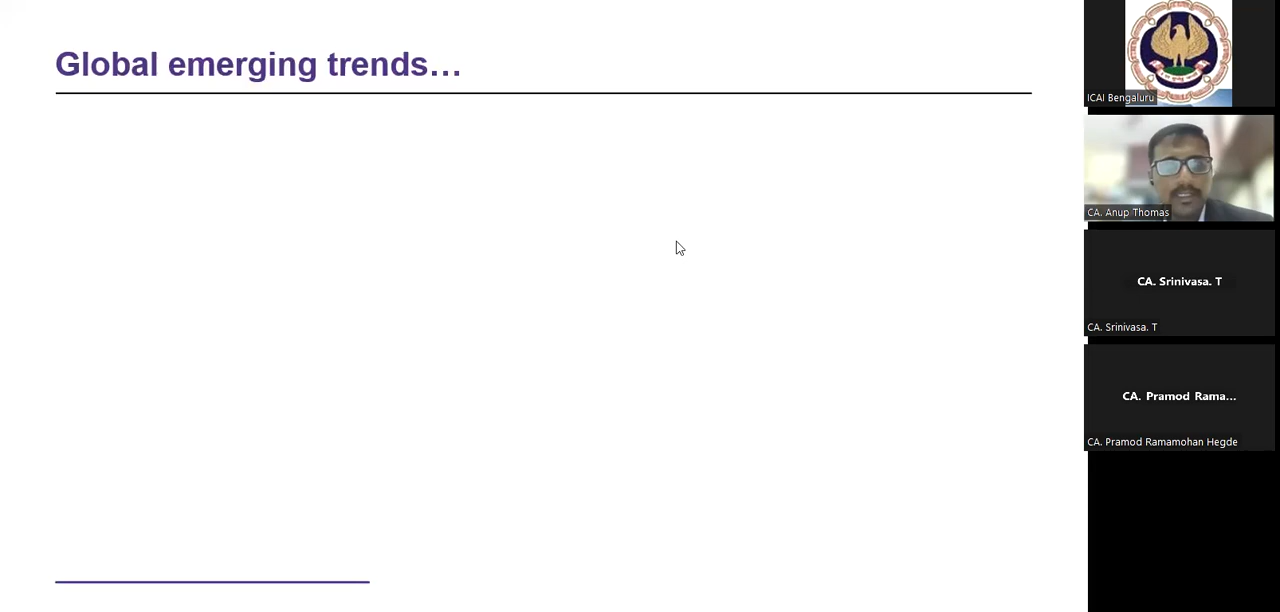 Global emerging trends...
ICAI Bengaluru
CA. Anup Thomas
CA. Srinivasa. T
CA. Srinivasa. T
CA. Pramod Rama...
CA. Pramod Ramamohan Hegde